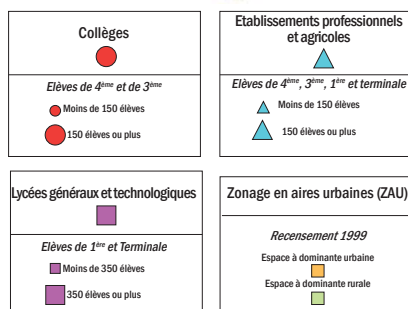 Collèges
Elèves de 4ème et de 3ème
Moins de 150 élèves
150 élèves ou plus
Etablissements professionnels
et agricoles
Elèves de 4ème, 3ème, 1ère et terminale
Moins de 150 élèves
150 élèves ou plus
Lycées généraux et technologiques
Elèves de 1ère et Terminale
Moins de 350 élèves
350 élèves ou plus
Zonage en aires urbaines (ZAU)
Recensement 1999
Espace à dominante urbaine
Espace à dominante rurale